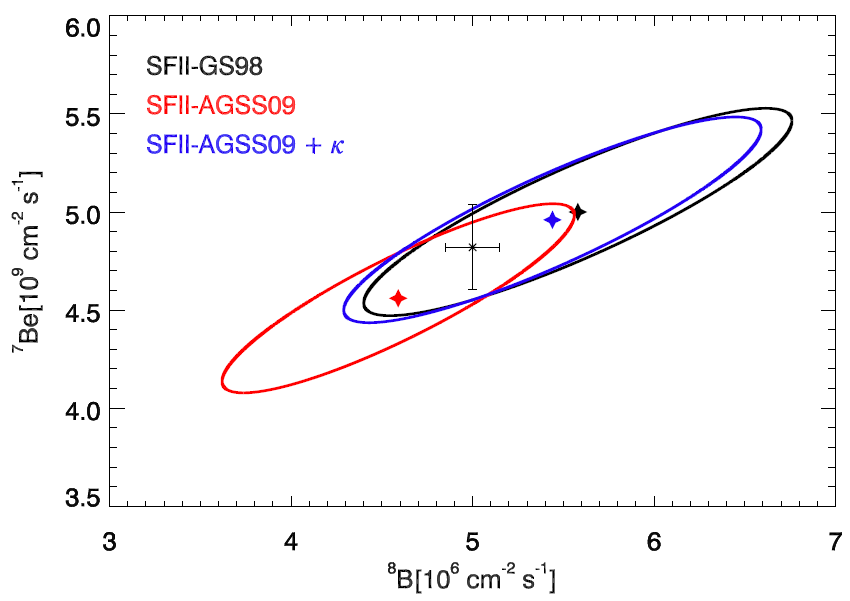 6.0
SFII-GS98
SFII-AGSS09
SFII-AGSS09 + κ
5.5
5.0
4.5
4.0
3.5
⁷Be[10⁹ cm⁻² s⁻¹]
3 4 5 6 7
⁸B[10⁶ cm⁻² s⁻¹]